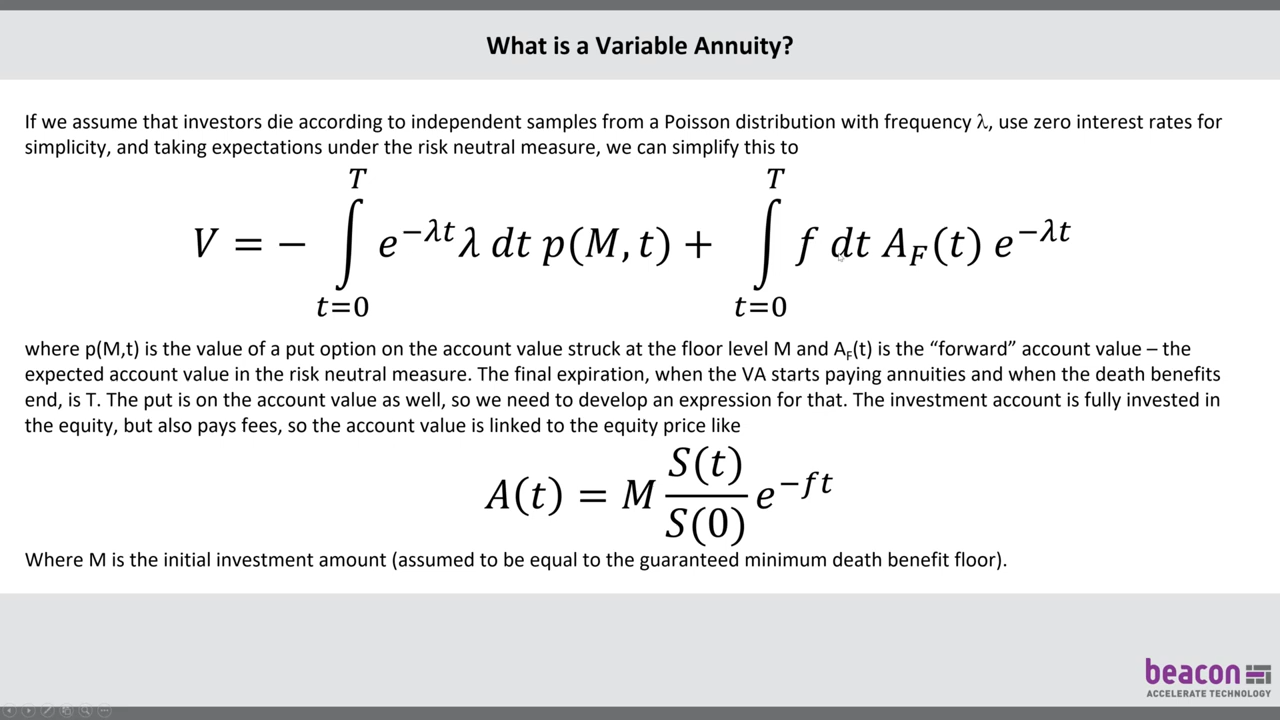 What is a Variable Annuity?
If we assume that investors die according to independent samples from a Poisson distribution with frequency λ, use zero interest rates for
simplicity, and taking expectations under the risk neutral measure, we can simplify this to
V = − ∫_{t=0}^{T} e^{−λt} λ dt p(M, t) + ∫_{t=0}^{T} f dt A_F(t) e^{−λt}
where p(M,t) is the value of a put option on the account value struck at the floor level M and A_F(t) is the “forward” account value – the
expected account value in the risk neutral measure. The final expiration, when the VA starts paying annuities and when the death benefits
end, is T. The put is on the account value as well, so we need to develop an expression for that. The investment account is fully invested in
the equity, but also pays fees, so the account value is linked to the equity price like
A(t) = M S(t)/S(0) e^{−ft}
Where M is the initial investment amount (assumed to be equal to the guaranteed minimum death benefit floor).
beacon
ACCELERATE TECHNOLOGY